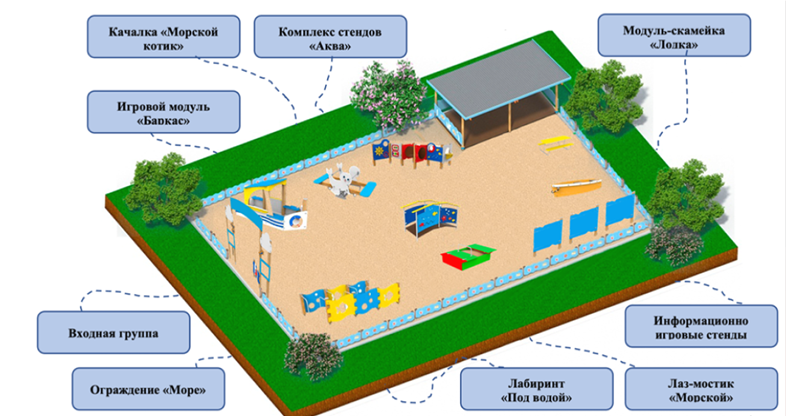 Качалка «Морской
котик»
Комплекс стендов
«Аква»
Модуль-скамейка
«Лодка»
Игровой модуль
«Баркас»
Входная группа
Информационно
игровые стенды
Ограждение «Море»
Лабиринт
«Под водой»
Лаз-мостик
«Морской»